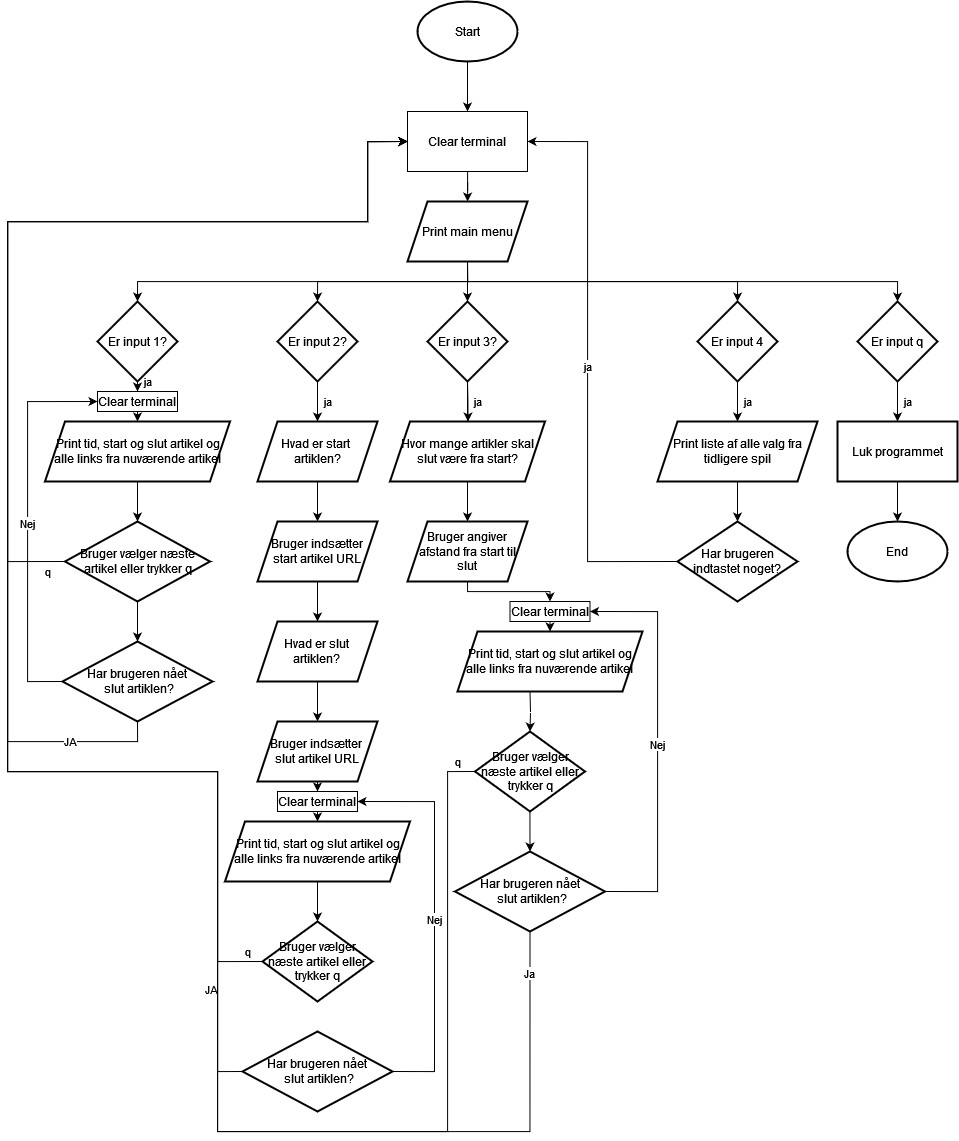 Start
Clear terminal
Print main menu
Er input 1?
Er input 2?
Er input 3?
Er input 4
Er input q
ja
ja
ja
ja
ja
ja
Clear terminal
Print tid, start og slut artikel og
alle links fra nuværende artikel
Hvad er start
artiklen?
Hvor mange artikler skal
slut være fra start?
Print liste af alle valg fra
tidligere spil
Luk programmet
Nej
Bruger vælger næste
artikel eller trykker q
q
Bruger indsætter
start artikel URL
Bruger angiver
afstand fra start til
slut
Har brugeren
indtastet noget?
End
Clear terminal
Hvad er slut
artiklen?
Print tid, start og slut artikel og
alle links fra nuværende artikel
Har brugeren nået
slut artiklen?
JA
Bruger indsætter
slut artikel URL
Nej
q
Bruger vælger
næste artikel eller
trykker q
Clear terminal
Print tid, start og slut artikel og
alle links fra nuværende artikel
Har brugeren nået
slut artiklen?
Nej
q
Bruger vælger
næste artikel eller
trykker q
Ja
JA
Har brugeren nået
slut artiklen?